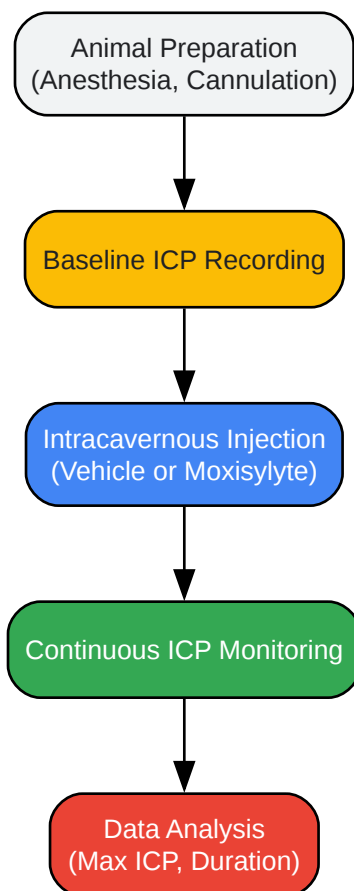 Animal Preparation
(Anesthesia, Cannulation)
Baseline ICP Recording
Intracavernous Injection
(Vehicle or Moxisylyte)
Continuous ICP Monitoring
Data Analysis
(Max ICP, Duration)